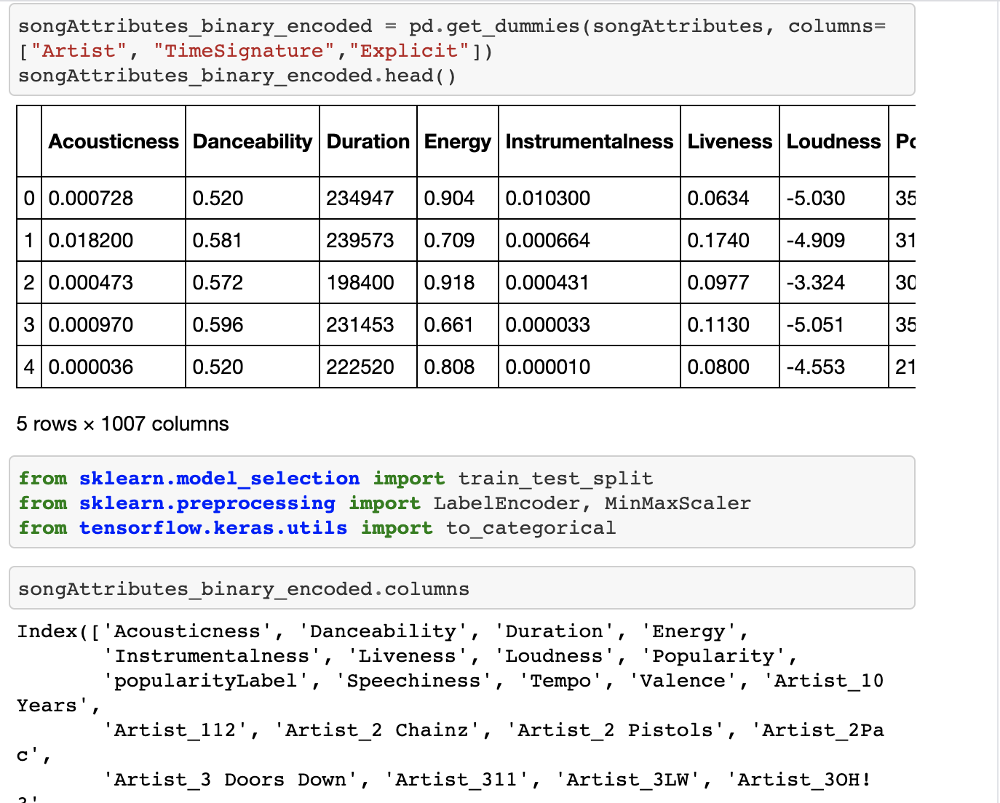 songAttributes_binary_encoded = pd.get_dummies(songAttributes, columns=
["Artist", "TimeSignature","Explicit"])
songAttributes_binary_encoded.head()
Acousticness Danceability Duration Energy Instrumentalness Liveness Loudness
0 0.000728 0.520 234947 0.904 0.010300 0.0634 -5.030 35
1 0.018200 0.581 239573 0.709 0.000664 0.1740 -4.909 31
2 0.000473 0.572 198400 0.918 0.000431 0.0977 -3.324 30
3 0.000970 0.596 231453 0.661 0.000033 0.1130 -5.051 35
4 0.000036 0.520 222520 0.808 0.000010 0.0800 -4.553 21
5 rows × 1007 columns
from sklearn.model_selection import train_test_split
from sklearn.preprocessing import LabelEncoder, MinMaxScaler
from tensorflow.keras.utils import to_categorical
songAttributes_binary_encoded.columns
Index(['Acousticness', 'Danceability', 'Duration', 'Energy',
'Instrumentalness', 'Liveness', 'Loudness', 'Popularity',
'popularityLabel', 'Speechiness', 'Tempo', 'Valence', 'Artist_10
Years',
'Artist_112', 'Artist_2 Chainz', 'Artist_2 Pistols', 'Artist_2Pa
c',
'Artist_3 Doors Down', 'Artist_311', 'Artist_3LW', 'Artist_3OH!